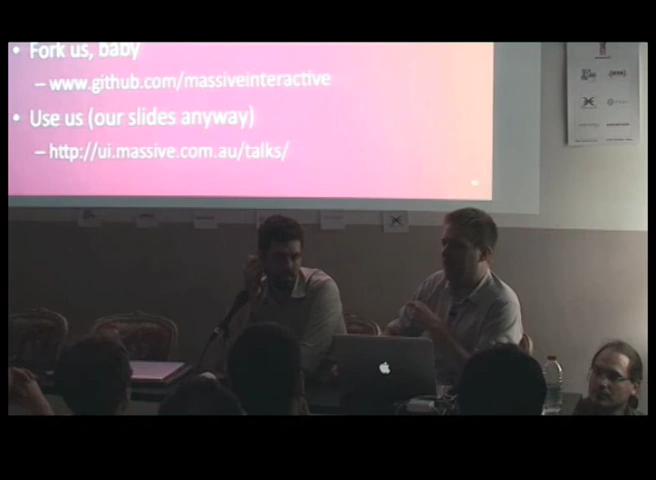 • Fork us, baby
– www.github.com/massiveinteractive
• Use us (our slides anyway)
– http://ui.massive.com.au/talks/